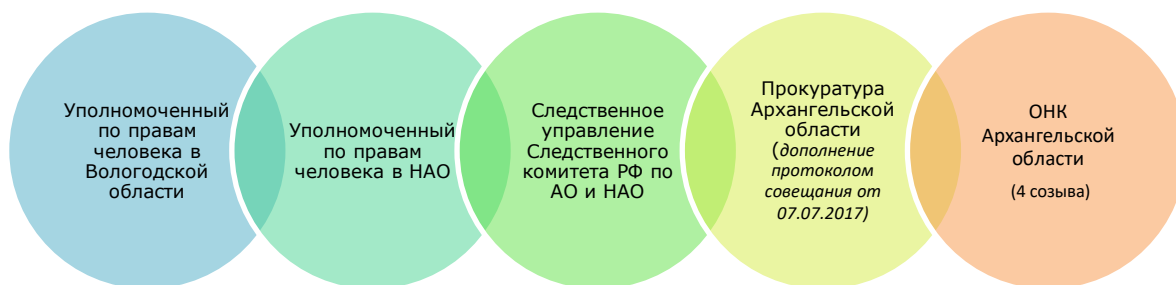 Уполномоченный
по правам
человека в
Вологодской
области
Уполномоченный
по правам
человека в НАО
Следственное
управление
Следственного
комитета РФ по
АО и НАО
Прокуратура
Архангельской
области
(дополнение
протоколом
совещания от
07.07.2017)
ОНК
Архангельской
области
(4 созыва)